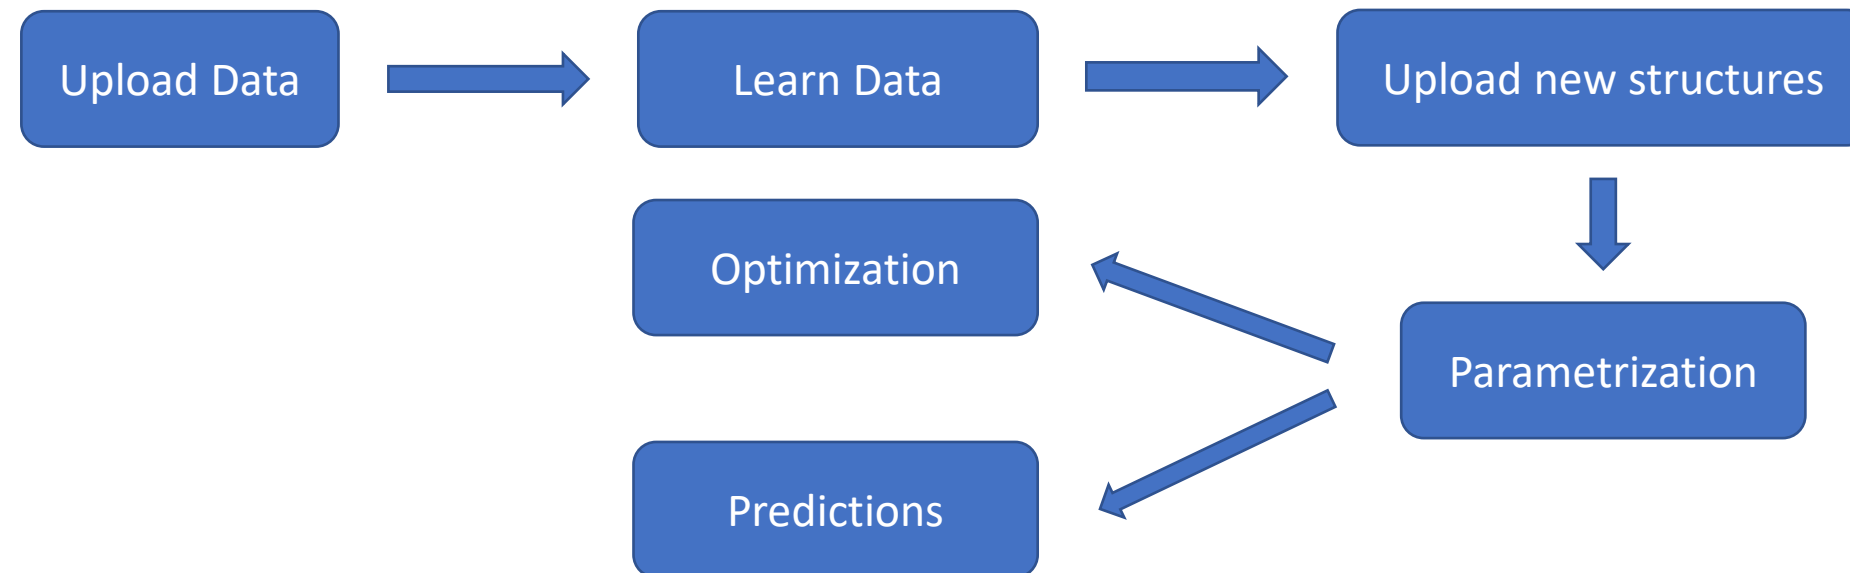 Upload Data
Learn Data
Upload new structures
Optimization
Parametrization
Predictions